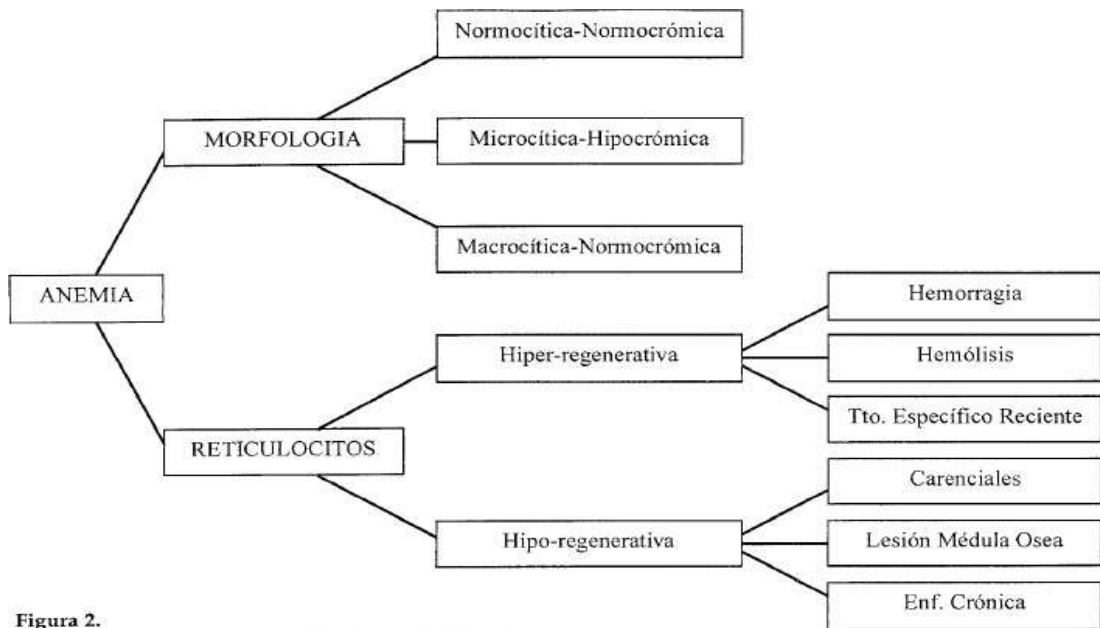 Normocítica-Normocrómica
MORFOLOGIA
Microcítica-Hipocrómica
Macrocítica-Normocrómica
ANEMIA
Hiper-regenerativa
Hemorragia
Hemólisis
Tto. Específico Reciente
RETICULOCITOS
Hipo-regenerativa
Carenciales
Lesión Médula Osea
Enf. Crónica
Figura 2.